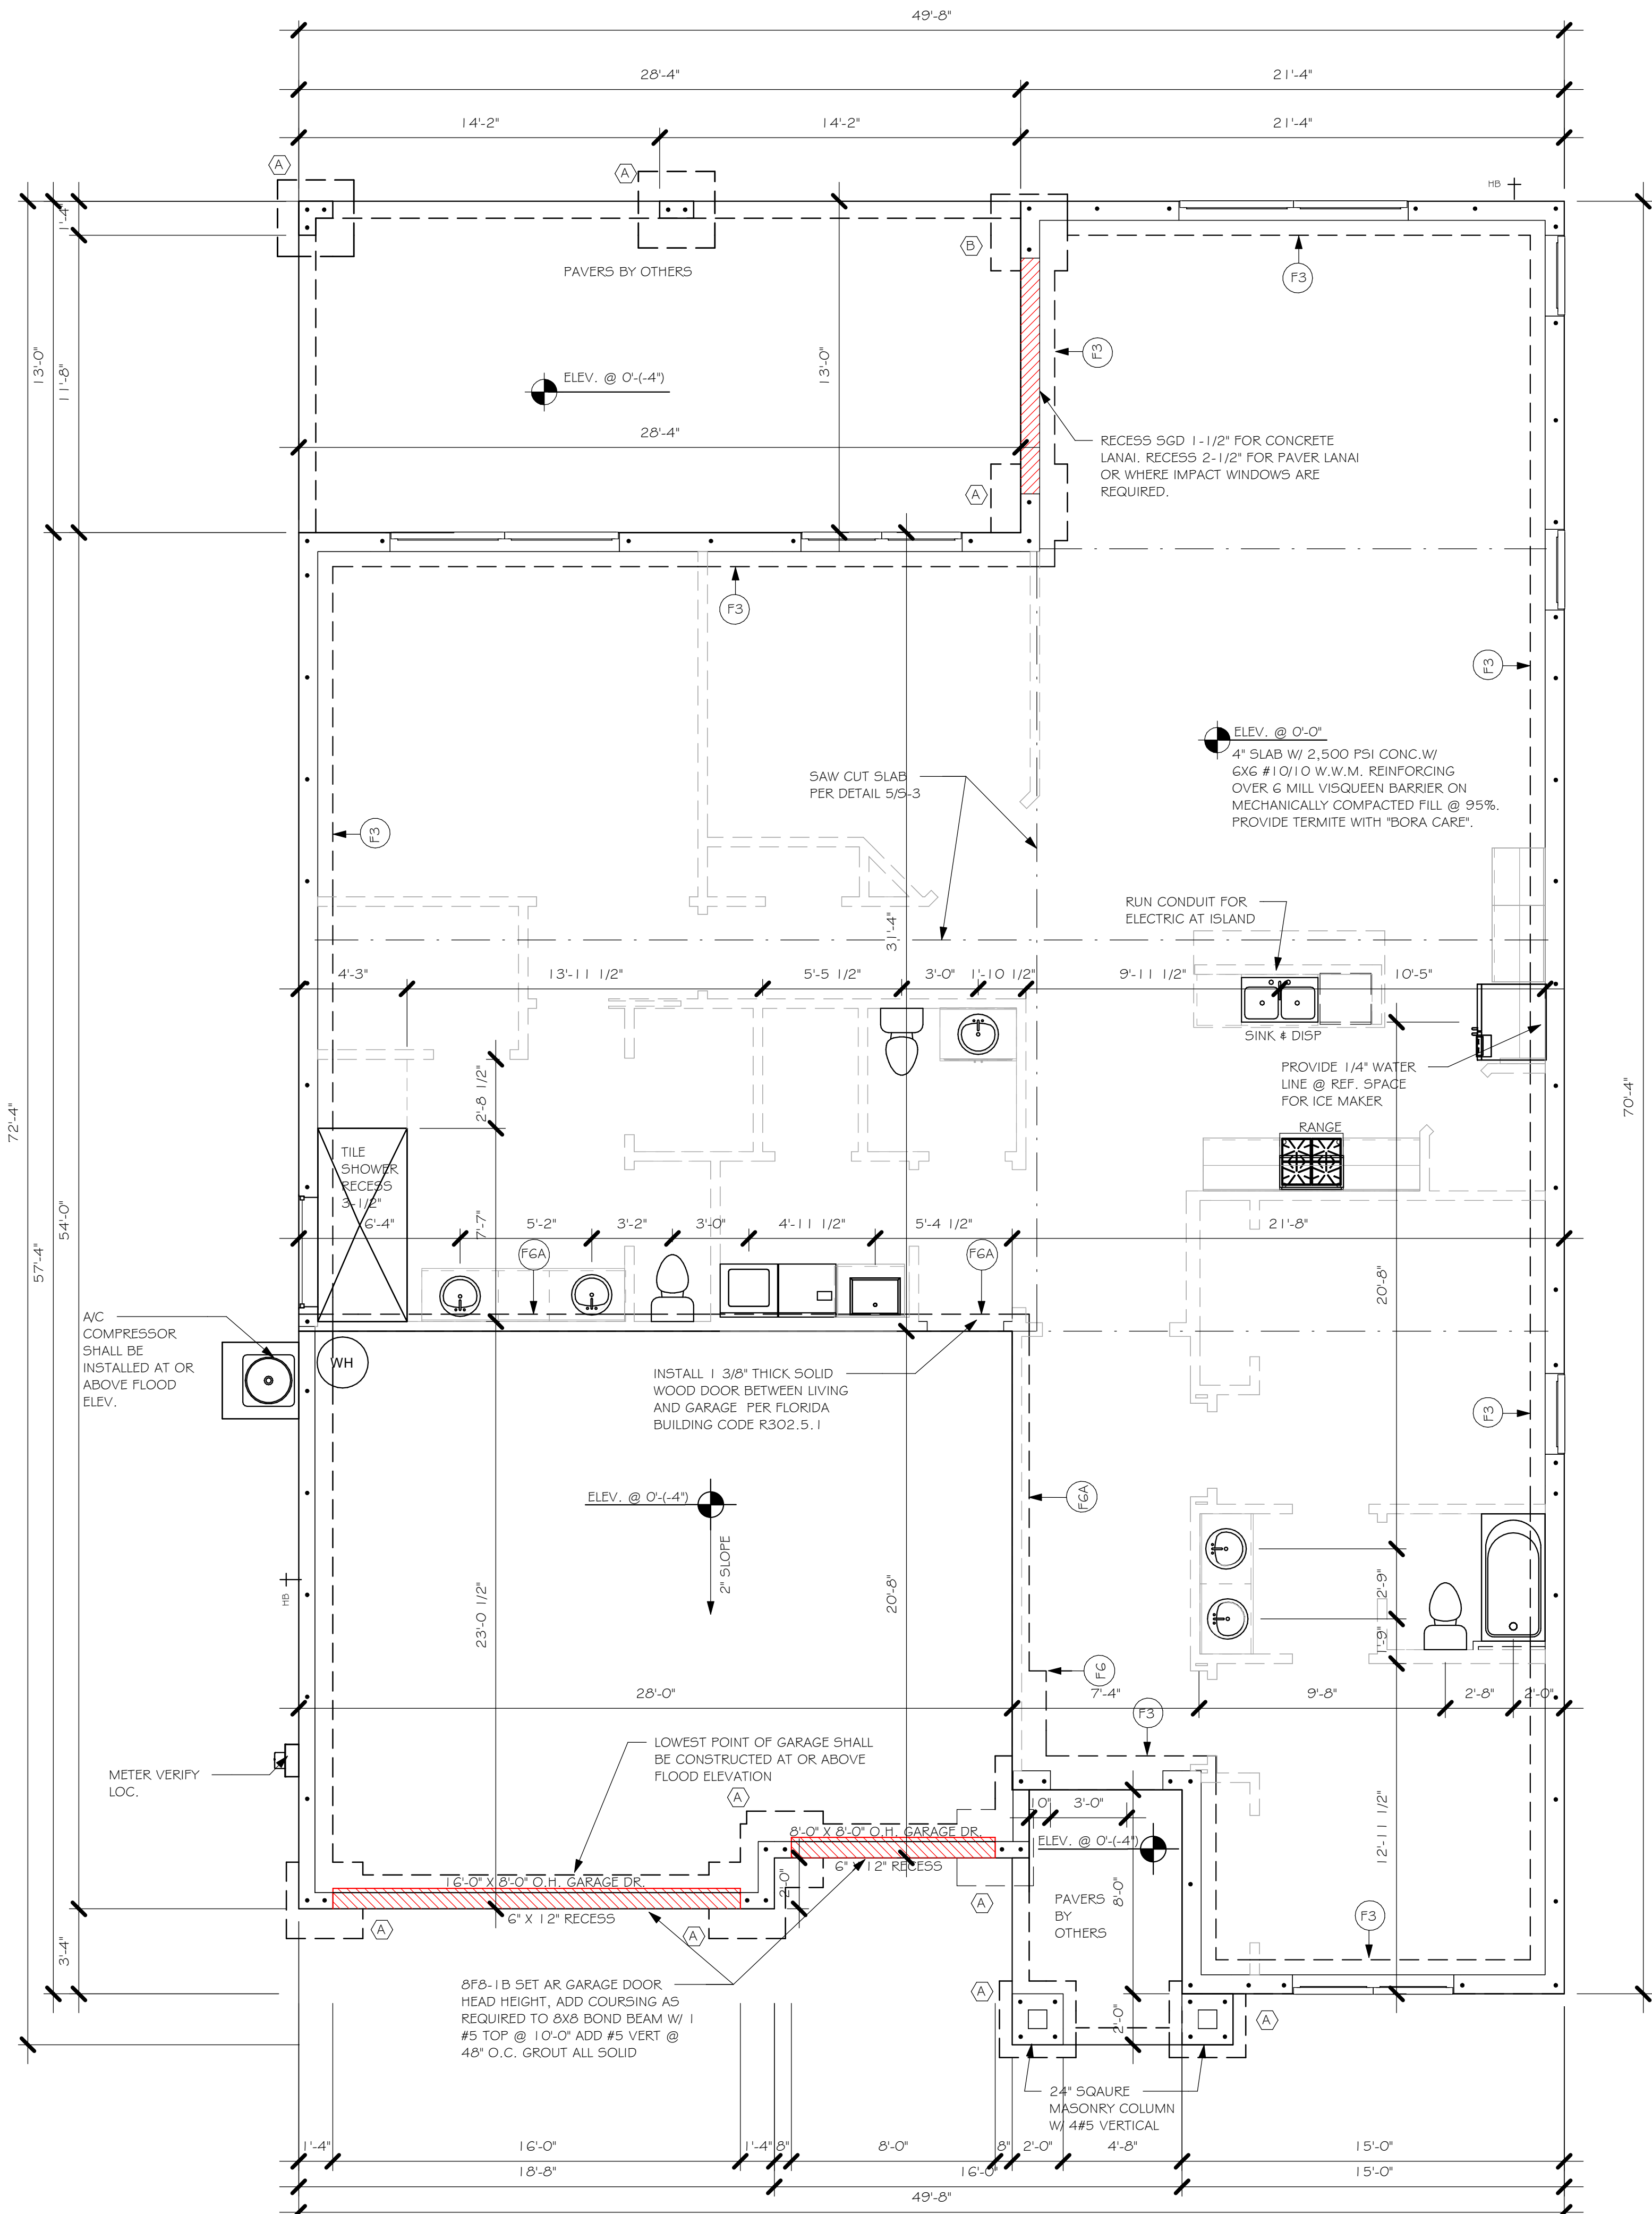 49'-8"
28'-4"
21'-4"
14'-2"
14'-2"
21'-4"
A
A
HB
1'-4"
B
PAVERS BY OTHERS
F3
13'-0"
11'-8"
13'-0"
F3
ELEV. @ 0'-(-4")
28'-4"
RECESS SGD 1-1/2" FOR CONCRETE
LANAI. RECESS 2-1/2" FOR PAVER LANAI
OR WHERE IMPACT WINDOWS ARE
REQUIRED.
A
F3
F3
ELEV. @ 0'-0"
4" SLAB W/ 2,500 PSI CONC.W/
6X6 #10/10 W.W.M. REINFORCING
OVER 6 MILL VISQUEEN BARRIER ON
MECHANICALLY COMPACTED FILL @ 95%.
PROVIDE TERMITE WITH "BORA CARE".
SAW CUT SLAB
PER DETAIL 5/S-3
F3
RUN CONDUIT FOR
ELECTRIC AT ISLAND
31'-4"
4'-3"
13'-11 1/2"
5'-5 1/2"
3'-0"
1'-10 1/2"
9'-11 1/2"
10'-5"
SINK & DISP
PROVIDE 1/4" WATER
LINE @ REF. SPACE
FOR ICE MAKER
2'-8 1/2"
72'-4"
70'-4"
RANGE
TILE
SHOWER
RECESS
3-1/2"
54'-0"
57'-4"
6'-4"
7'-7"
5'-2"
3'-2"
3'-0"
4'-11 1/2"
5'-4 1/2"
21'-8"
F6A
F6A
20'-8"
A/C
COMPRESSOR
SHALL BE
INSTALLED AT OR
ABOVE FLOOD
ELEV.
WH
INSTALL 1 3/8" THICK SOLID
WOOD DOOR BETWEEN LIVING
AND GARAGE PER FLORIDA
BUILDING CODE R302.5.1
F3
ELEV. @ 0'-(-4")
F6A
2" SLOPE
HB
23'-0 1/2"
20'-8"
2'-9"
1'-9"
F6
28'-0"
7'-4"
9'-8"
2'-8"
2'-0"
F3
LOWEST POINT OF GARAGE SHALL
BE CONSTRUCTED AT OR ABOVE
FLOOD ELEVATION
METER VERIFY
LOC.
A
10"
3'-0"
8'-0" X 8'-0" O.H. GARAGE DR.
ELEV. @ 0'-(-4")
12'-11 1/2"
6" X 12" RECESS
16'-0" X 8'-0" O.H. GARAGE DR.
2'-0"
8'-0"
6" X 12" RECESS
A
A
A
PAVERS
BY
OTHERS
F3
3'-4"
8F8-1B SET AR GARAGE DOOR
HEAD HEIGHT, ADD COURSING AS
REQUIRED TO 8X8 BOND BEAM W/ 1
#5 TOP @ 10'-0" ADD #5 VERT @
48" O.C. GROUT ALL SOLID
A
2'-0"
A
24" SQAURE
MASONRY COLUMN
W/ 4#5 VERTICAL
1'-4"
16'-0"
1'-4"
8"
8'-0"
8"
2'-0"
4'-8"
15'-0"
18'-8"
16'-0"
15'-0"
49'-8"